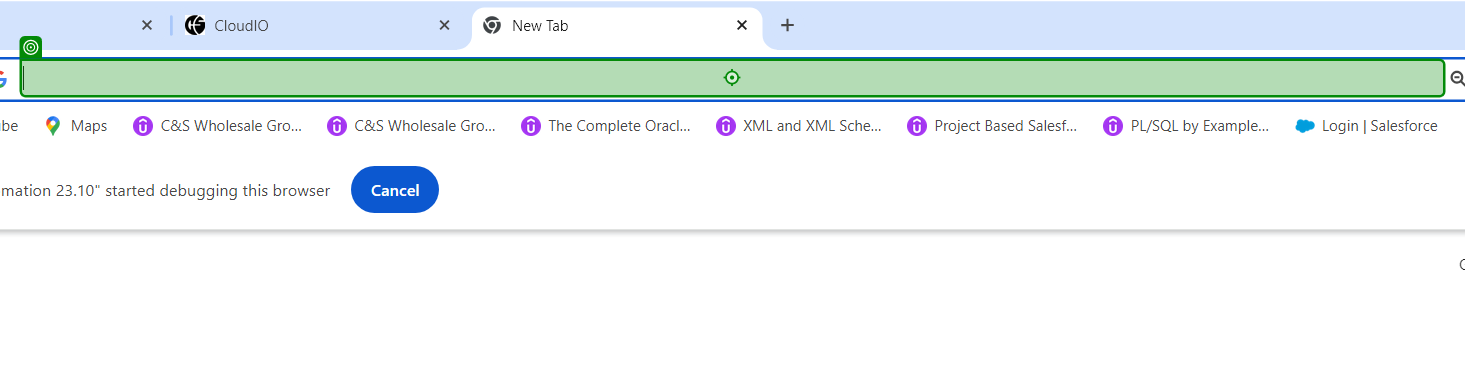 CloudIO New Tab
be Maps C&S Wholesale Gro... C&S Wholesale Gro... The Complete Oracl... XML and XML Sche... Project Based Salesf... PL/SQL by Example... Login | Salesforce
mation 23.10" started debugging this browser Cancel